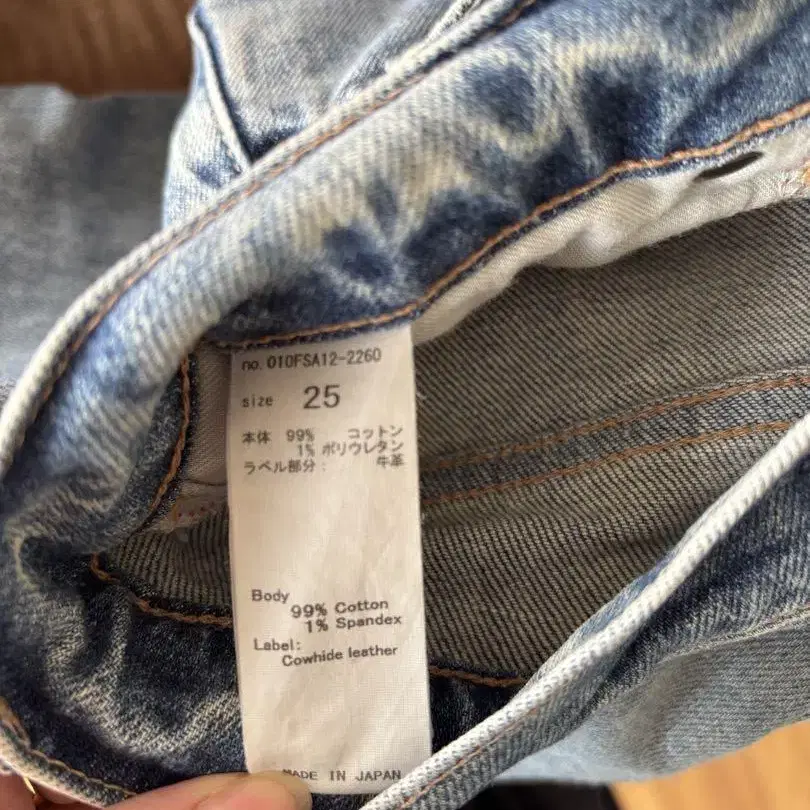 no. 010FSA12-2260
size 25
本体 99% コットン
1% ポリウレタン
ラベル部分: 牛革
Body
99% Cotton
1% Spandex
Label:
Cowhide leather
MADE IN JAPAN